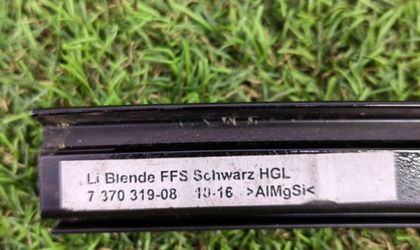 Li Blende FFS Schwarz HGL
7 370 319-08 10-16 >AlMgSi<